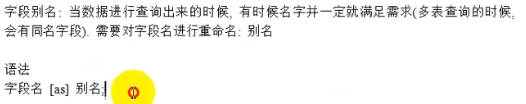 字段别名: 当数据进行查询出来的时候, 有时候名字并一定就满足需求(多表查询的时候,
会有同名字段). 需要对字段名进行重命名: 别名
语法
字段名 [as] 别名;